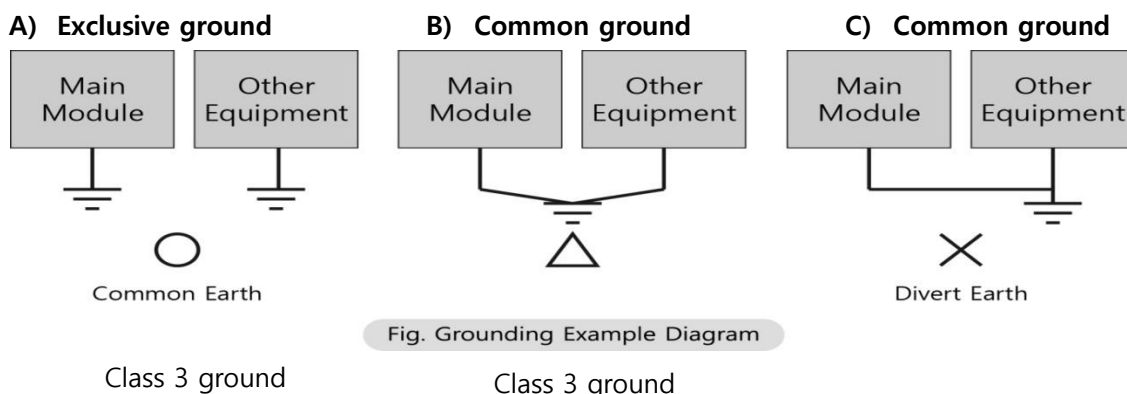 A) Exclusive ground
B) Common ground
C) Common ground
Main
Module
Other
Equipment
Main
Module
Other
Equipment
Main
Module
Other
Equipment
Common Earth
Divert Earth
Fig. Grounding Example Diagram
Class 3 ground
Class 3 ground